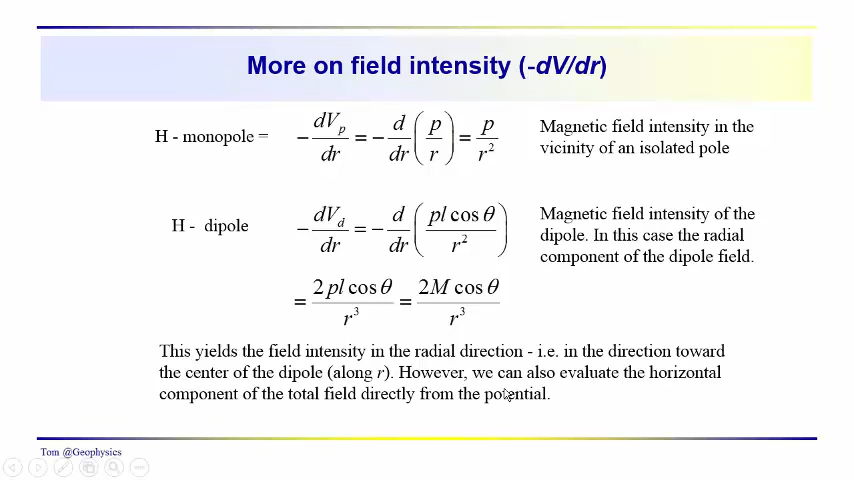 More on field intensity (-dV/dr)
H - monopole = -dV_p/dr = -d/dr (p/r) = p/r²
Magnetic field intensity in the
vicinity of an isolated pole
H - dipole -dV_d/dr = -d/dr (pl cos θ/r²)
Magnetic field intensity of the
dipole. In this case the radial
component of the dipole field.
= 2 pl cos θ/r³ = 2M cos θ/r³
This yields the field intensity in the radial direction - i.e. in the direction toward
the center of the dipole (along r). However, we can also evaluate the horizontal
component of the total field directly from the potential.
Tom @Geophysics